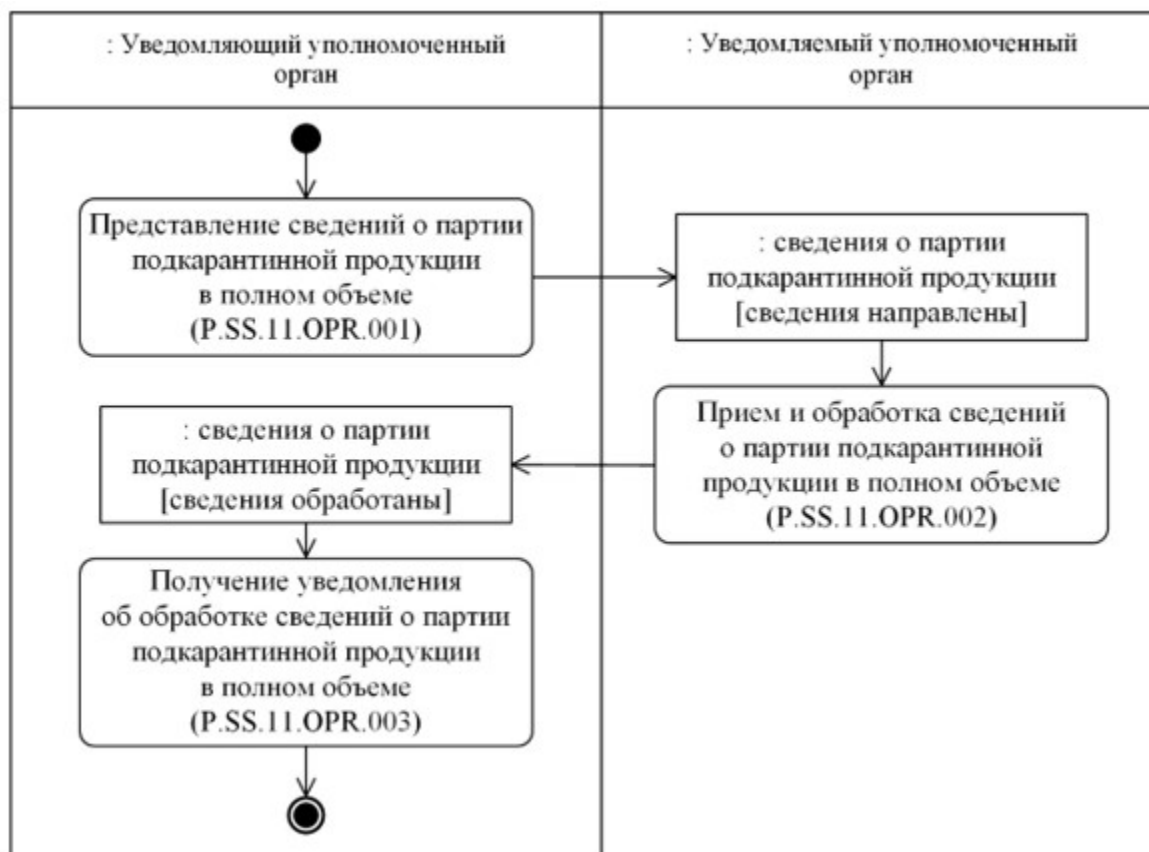 : Уведомляющий уполномоченный
орган
: Уведомляемый уполномоченный
орган
Представление сведений о партии
подкарантинной продукции
в полном объеме
(P.SS.11.OPR.001)
: сведения о партии
подкарантинной продукции
[сведения направлены]
Прием и обработка сведений
о партии подкарантинной
продукции в полном объеме
(P.SS.11.OPR.002)
: сведения о партии
подкарантинной продукции
[сведения обработаны]
Получение уведомления
об обработке сведений о партии
подкарантинной продукции
в полном объеме
(P.SS.11.OPR.003)